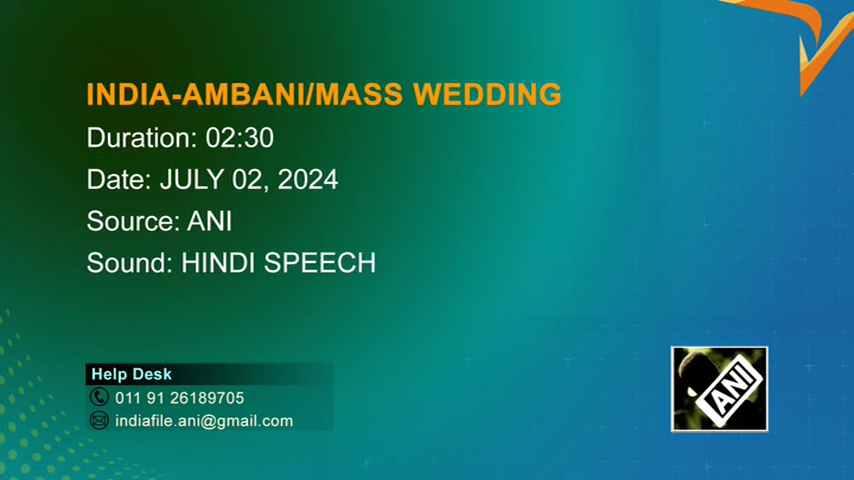 INDIA-AMBANI/MASS WEDDING
Duration: 02:30
Date: JULY 02, 2024
Source: ANI
Sound: HINDI SPEECH
Help Desk
011 91 26189705
indiafile.ani@gmail.com
ANI